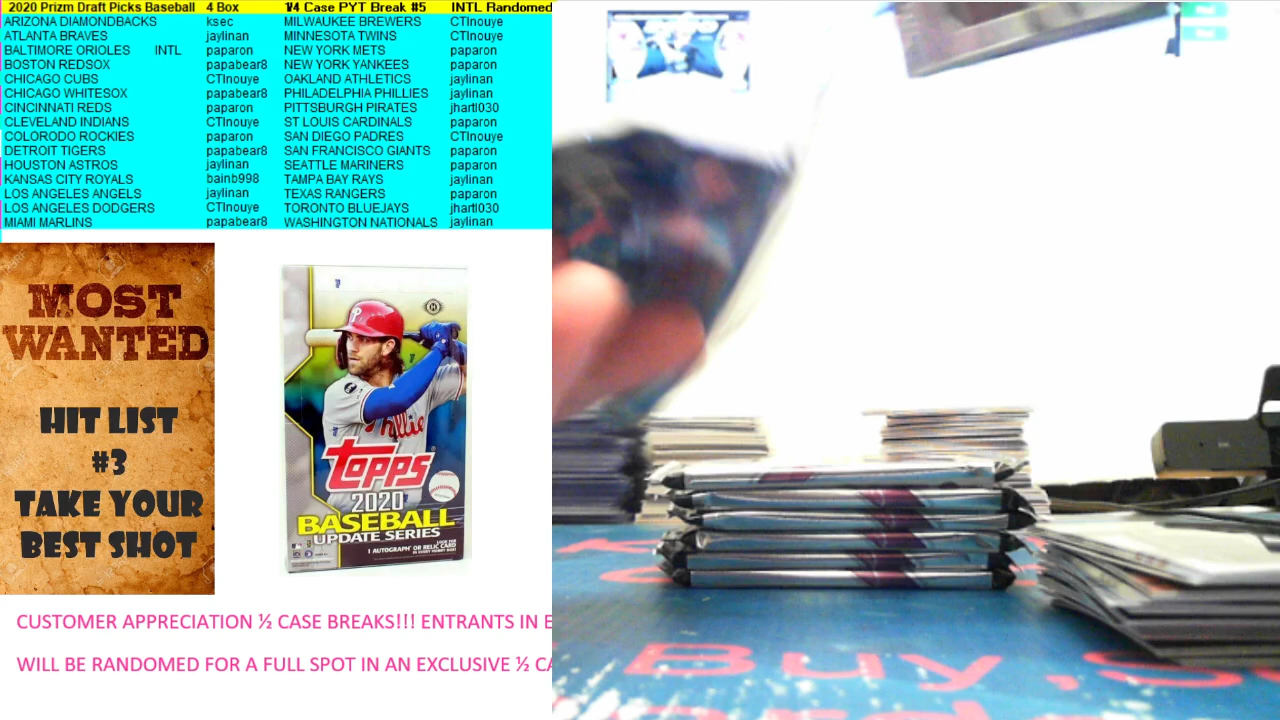 2020 Prizm Draft Picks Baseball 4 Box 1/4 Case PYT Break #5 INTL Randomed
ARIZONA DIAMONDBACKS ksec MILWAUKEE BREWERS CTInouye
ATLANTA BRAVES jaylinan MINNESOTA TWINS CTInouye
BALTIMORE ORIOLES INTL paparon NEW YORK METS paparon
BOSTON REDSOX papabear8 NEW YORK YANKEES paparon
CHICAGO CUBS CTInouye OAKLAND ATHLETICS jaylinan
CHICAGO WHITESOX papabear8 PHILADELPHIA PHILLIES jaylinan
CINCINNATI REDS paparon PITTSBURGH PIRATES jhartl030
CLEVELAND INDIANS CTInouye ST LOUIS CARDINALS paparon
COLORODO ROCKIES paparon SAN DIEGO PADRES CTInouye
DETROIT TIGERS papabear8 SAN FRANCISCO GIANTS paparon
HOUSTON ASTROS jaylinan SEATTLE MARINERS paparon
KANSAS CITY ROYALS bainb998 TAMPA BAY RAYS jaylinan
LOS ANGELES ANGELS jaylinan TEXAS RANGERS paparon
LOS ANGELES DODGERS CTInouye TORONTO BLUEJAYS jhartl030
MIAMI MARLINS papabear8 WASHINGTON NATIONALS jaylinan
MOST
WANTED
HIT LIST
#3
TAKE YOUR
BEST SHOT
P
Phillie
TOPPS
2020
BASEBALL
UPDATE SERIES
LOOK FOR
1 AUTOGRAPH OR RELIC CARD
IN EVERY HOBBY BOX!
CUSTOMER APPRECIATION ½ CASE BREAKS!!! ENTRANTS IN E
WILL BE RANDOMED FOR A FULL SPOT IN AN EXCLUSIVE ½ CA
Buy, S